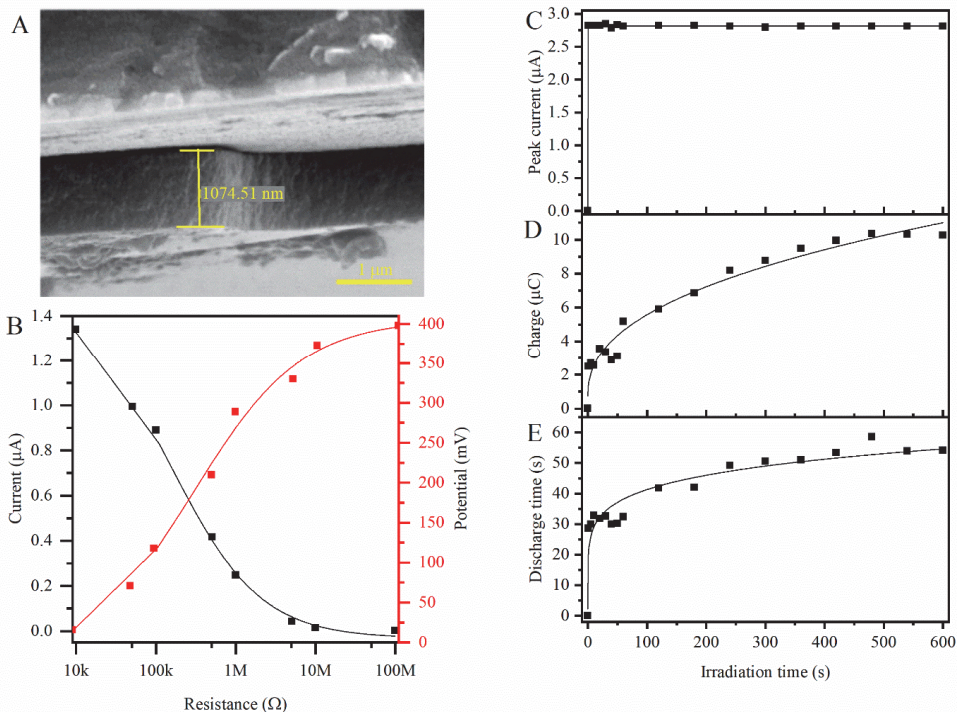 A
1074.51 nm
1 μm
B
1.4
1.2
1.0
0.8
0.6
0.4
0.2
0.0
Current (μA)
400
350
300
250
200
150
100
50
0
Potential (mV)
10k 100k 1M 10M 100M
Resistance (Ω)
C
3.0
2.5
2.0
1.5
1.0
0.5
0.0
Peak current (μA)
D
10
8
6
4
2
0
Charge (μC)
E
60
50
40
30
20
10
0
Discharge time (s)
0 100 200 300 400 500 600
Irradiation time (s)